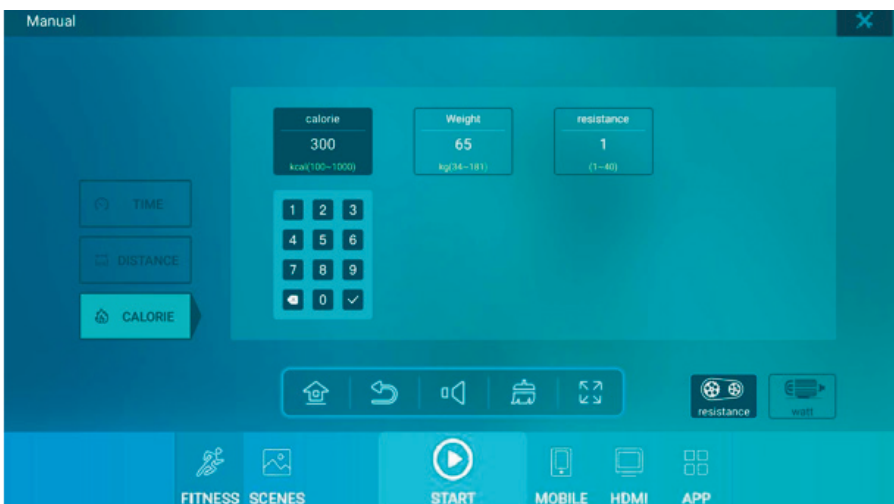 Manual
calorie
300
kcal(100~1000)
Weight
65
kg(34~181)
resistance
1
(1~40)
TIME
DISTANCE
CALORIE
1 2 3
4 5 6
7 8 9
0
resistance
watt
FITNESS SCENES START MOBILE HDMI APP